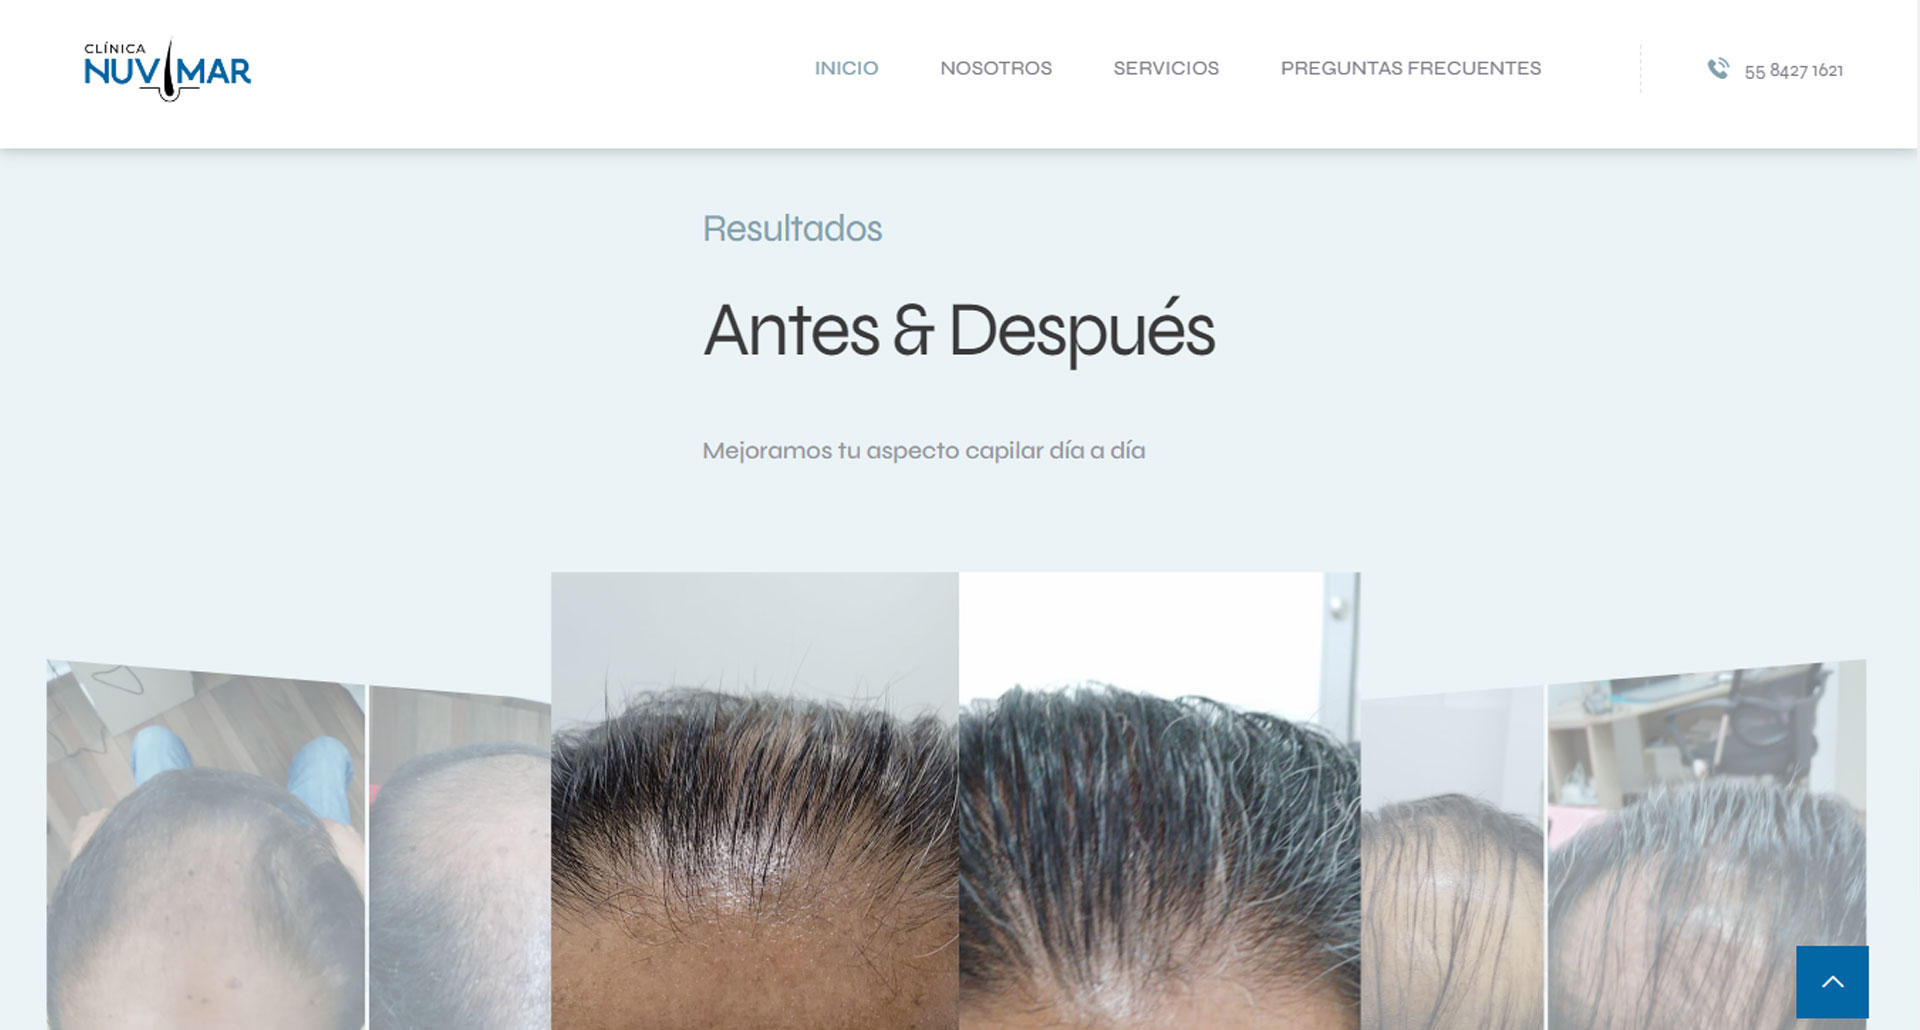 CLÍNICA
NUVIMAR
INICIO
NOSOTROS
SERVICIOS
PREGUNTAS FRECUENTES
55 8427 1621
Resultados
Antes & Después
Mejoramos tu aspecto capilar día a día